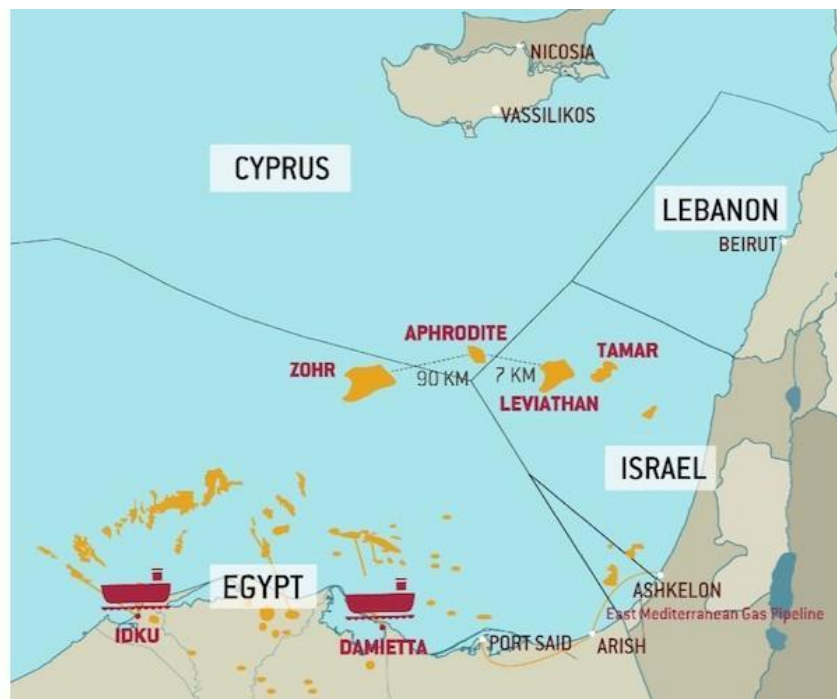 NICOSIA
VASSILIKOS
CYPRUS
LEBANON
BEIRUT
APHRODITE
ZOHR
TAMAR
90 KM
7 KM
LEVIATHAN
ISRAEL
EGYPT
ASHKELON
East Mediterranean Gas Pipeline
IDKU
DAMIETTA
PORT SAID
ARISH